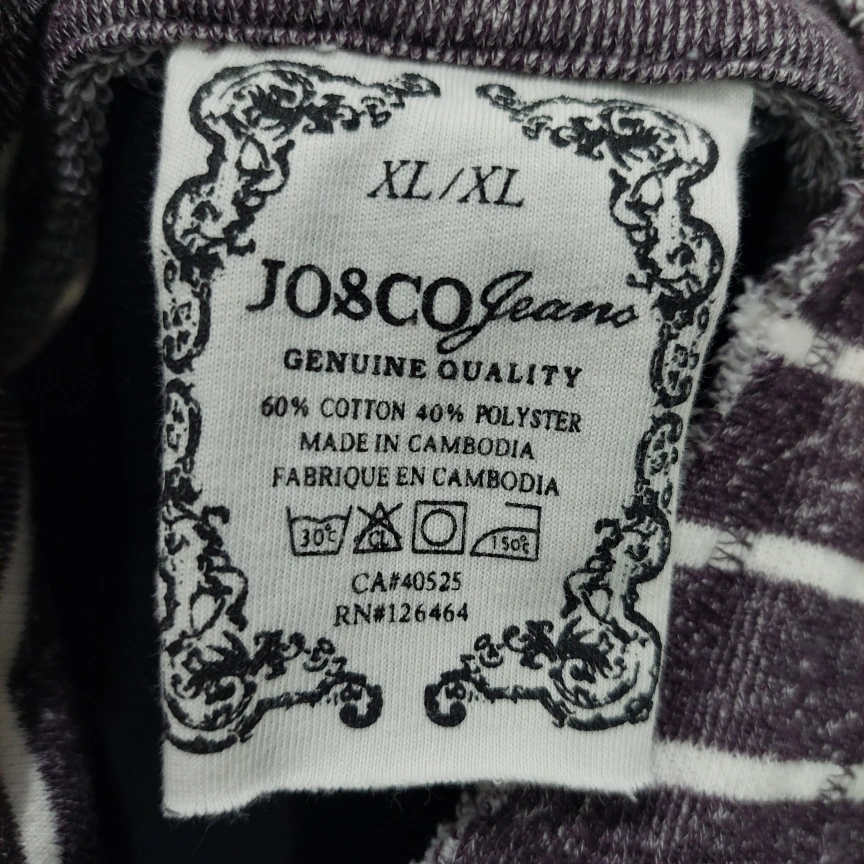 XL/XL
JO&CO Jeans
GENUINE QUALITY
60% COTTON 40% POLYSTER
MADE IN CAMBODIA
FABRIQUE EN CAMBODIA
30°c CL 150°c
CA#40525
RN#126464